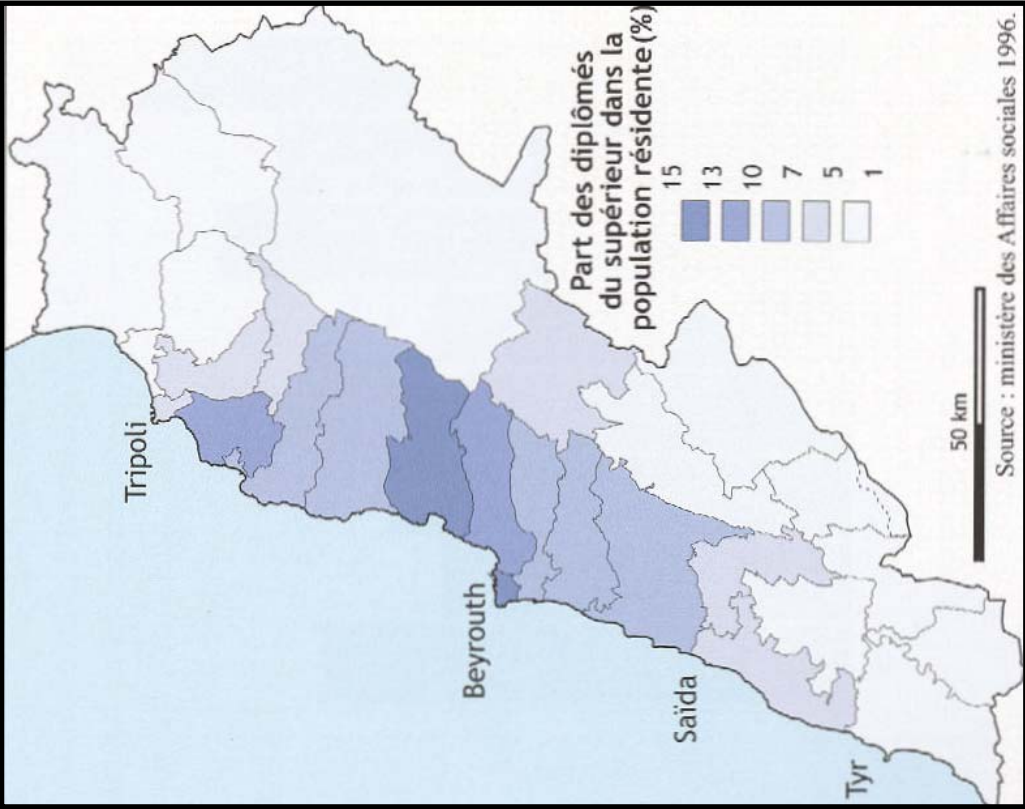 Tripoli
Beyrouth
Saïda
Tyr
Part des diplômés
du supérieur dans la
population résidente(%)
15
13
10
7
5
1
50 km
Source : ministère des Affaires sociales 1996.